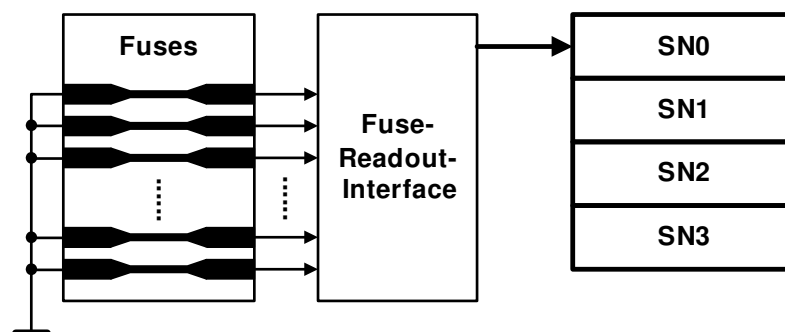 Fuses
Fuse-
Readout-
Interface
SN0
SN1
SN2
SN3